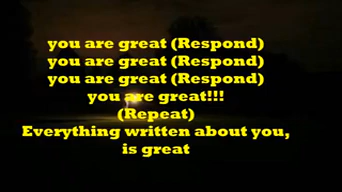 you are great (Respond)
you are great (Respond)
you are great (Respond)
you are great!!!
(Repeat)
Everything written about you,
is great